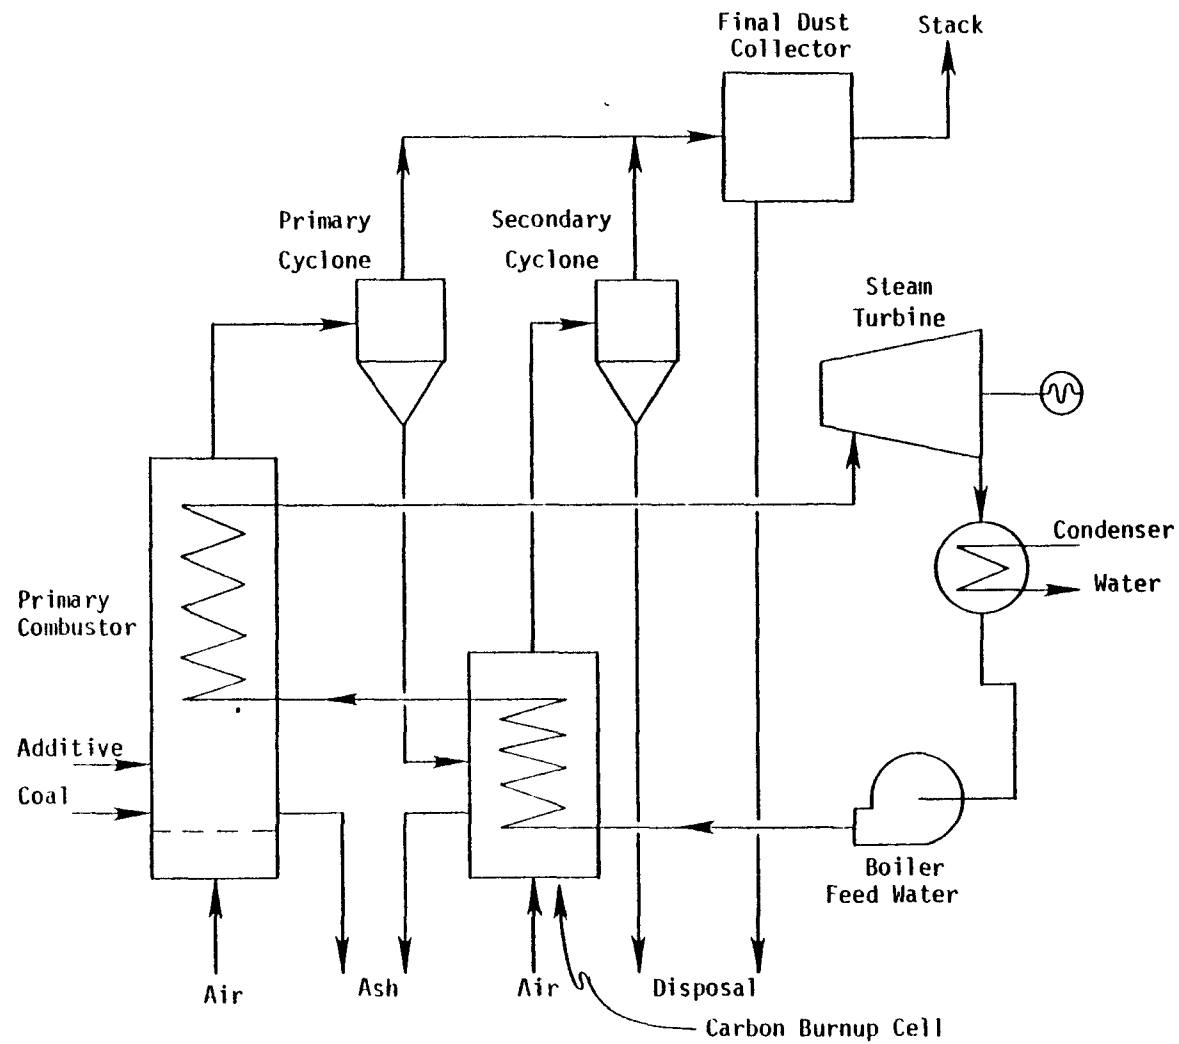 Final Dust
Collector
Stack
Primary
Cyclone
Secondary
Cyclone
Steam
Turbine
Condenser
Water
Primary
Combustor
Additive
Coal
Boiler
Feed Water
Air
Ash
Air
Disposal
Carbon Burnup Cell